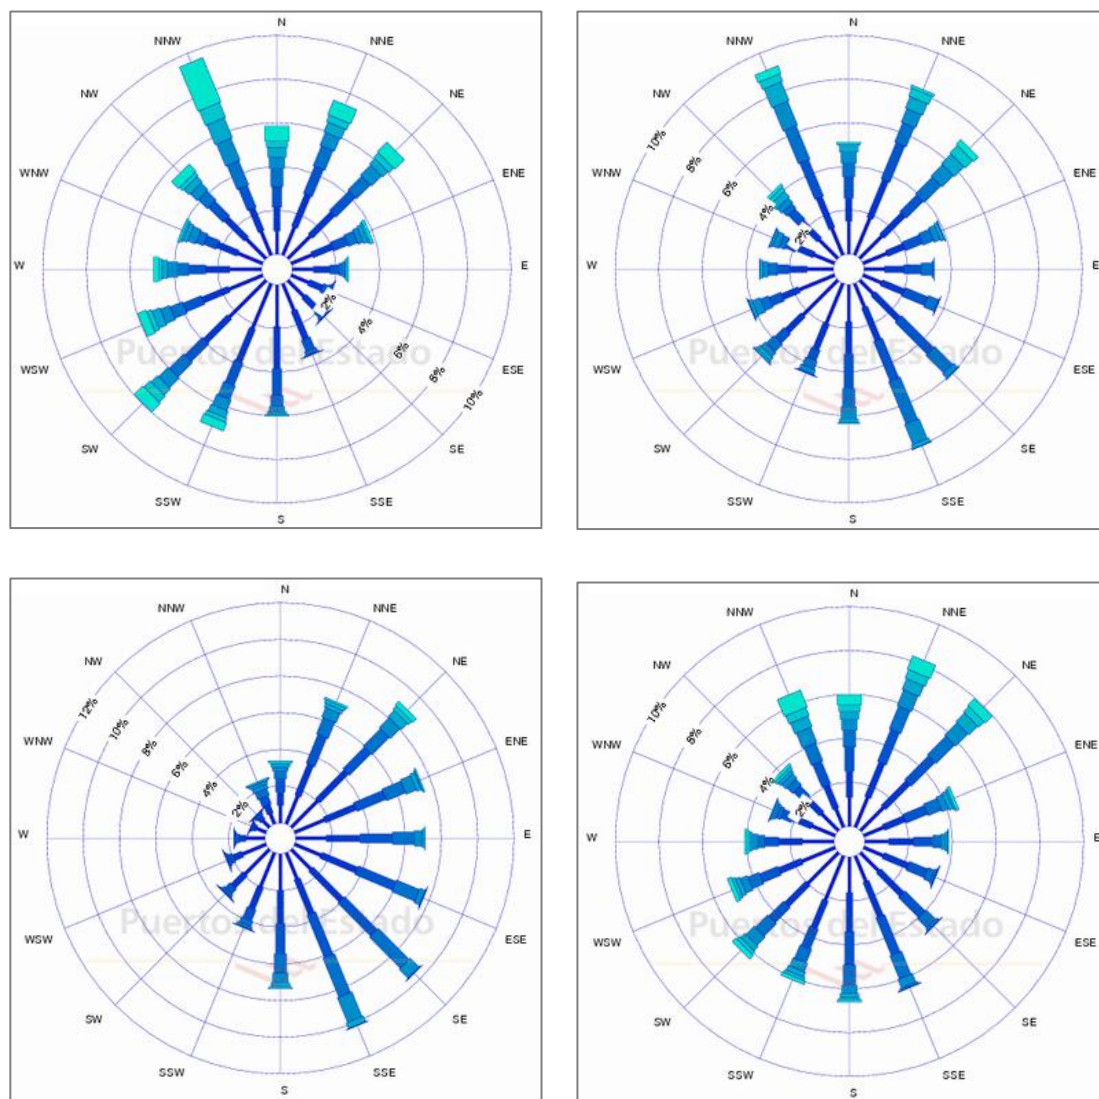 N
NNW NNE
NW NE
WNW ENE
W E
2%
4%
6%
8%
10%
WSW ESE
SW SE
SSW SSE
S
Puertos del Estado
N
NNW NNE
NW NE
10%
8%
6%
4%
2%
WNW ENE
W E
WSW ESE
SW SE
SSW SSE
S
Puertos del Estado
N
NNW NNE
NW NE
12%
10%
8%
6%
4%
2%
WNW ENE
W E
WSW ESE
SW SE
SSW SSE
S
Puertos del Estado
N
NNW NNE
NW NE
10%
8%
6%
4%
2%
WNW ENE
W E
WSW ESE
SW SE
SSW SSE
S
Puertos del Estado